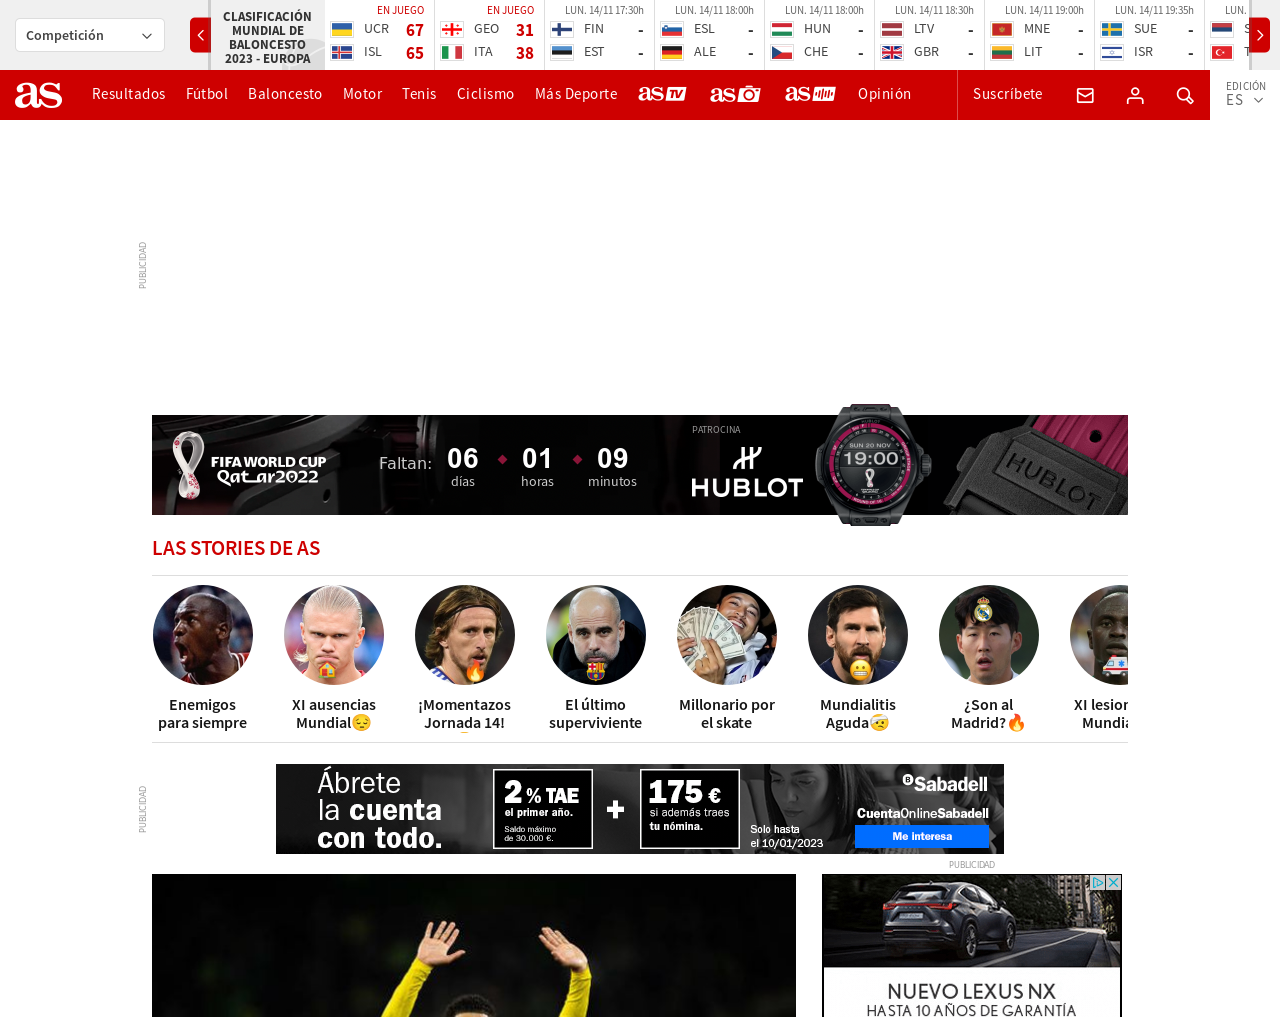 Competición
CLASIFICACIÓN
MUNDIAL DE
BALONCESTO
2023 - EUROPA
EN JUEGO
UCR 67
ISL 65
EN JUEGO
GEO 31
ITA 38
LUN. 14/11 17:30h
FIN -
EST -
LUN. 14/11 18:00h
ESL -
ALE -
LUN. 14/11 18:00h
HUN -
CHE -
LUN. 14/11 18:30h
LTV -
GBR -
LUN. 14/11 19:00h
MNE -
LIT -
LUN. 14/11 19:35h
SUE -
ISR -
LUN.
as Resultados Fútbol Baloncesto Motor Tenis Ciclismo Más Deporte as TV as as Opinión Suscríbete
EDICIÓN
ES
PUBLICIDAD
FIFA WORLD CUP
Qatar2022
Faltan: 06 01 09
días horas minutos
PATROCINA
HUBLOT
SUN 20 NOV
19:00
HUBLOT
LAS STORIES DE AS
Enemigos
para siempre
XI ausencias
Mundial😔
¡Momentazos
Jornada 14!
El último
superviviente
Millonario por
el skate
Mundialitis
Aguda🤕
¿Son al
Madrid?🔥
XI lesion
Mundia
PUBLICIDAD
Ábrete
la cuenta
con todo.
2 % TAE
el primer año.
Saldo máximo
de 30.000 €.
+
175 €
si además traes
tu nómina.
Solo hasta
el 10/01/2023
B Sabadell
CuentaOnlineSabadell
Me interesa
PUBLICIDAD
NUEVO LEXUS NX
HASTA 10 AÑOS DE GARANTÍA